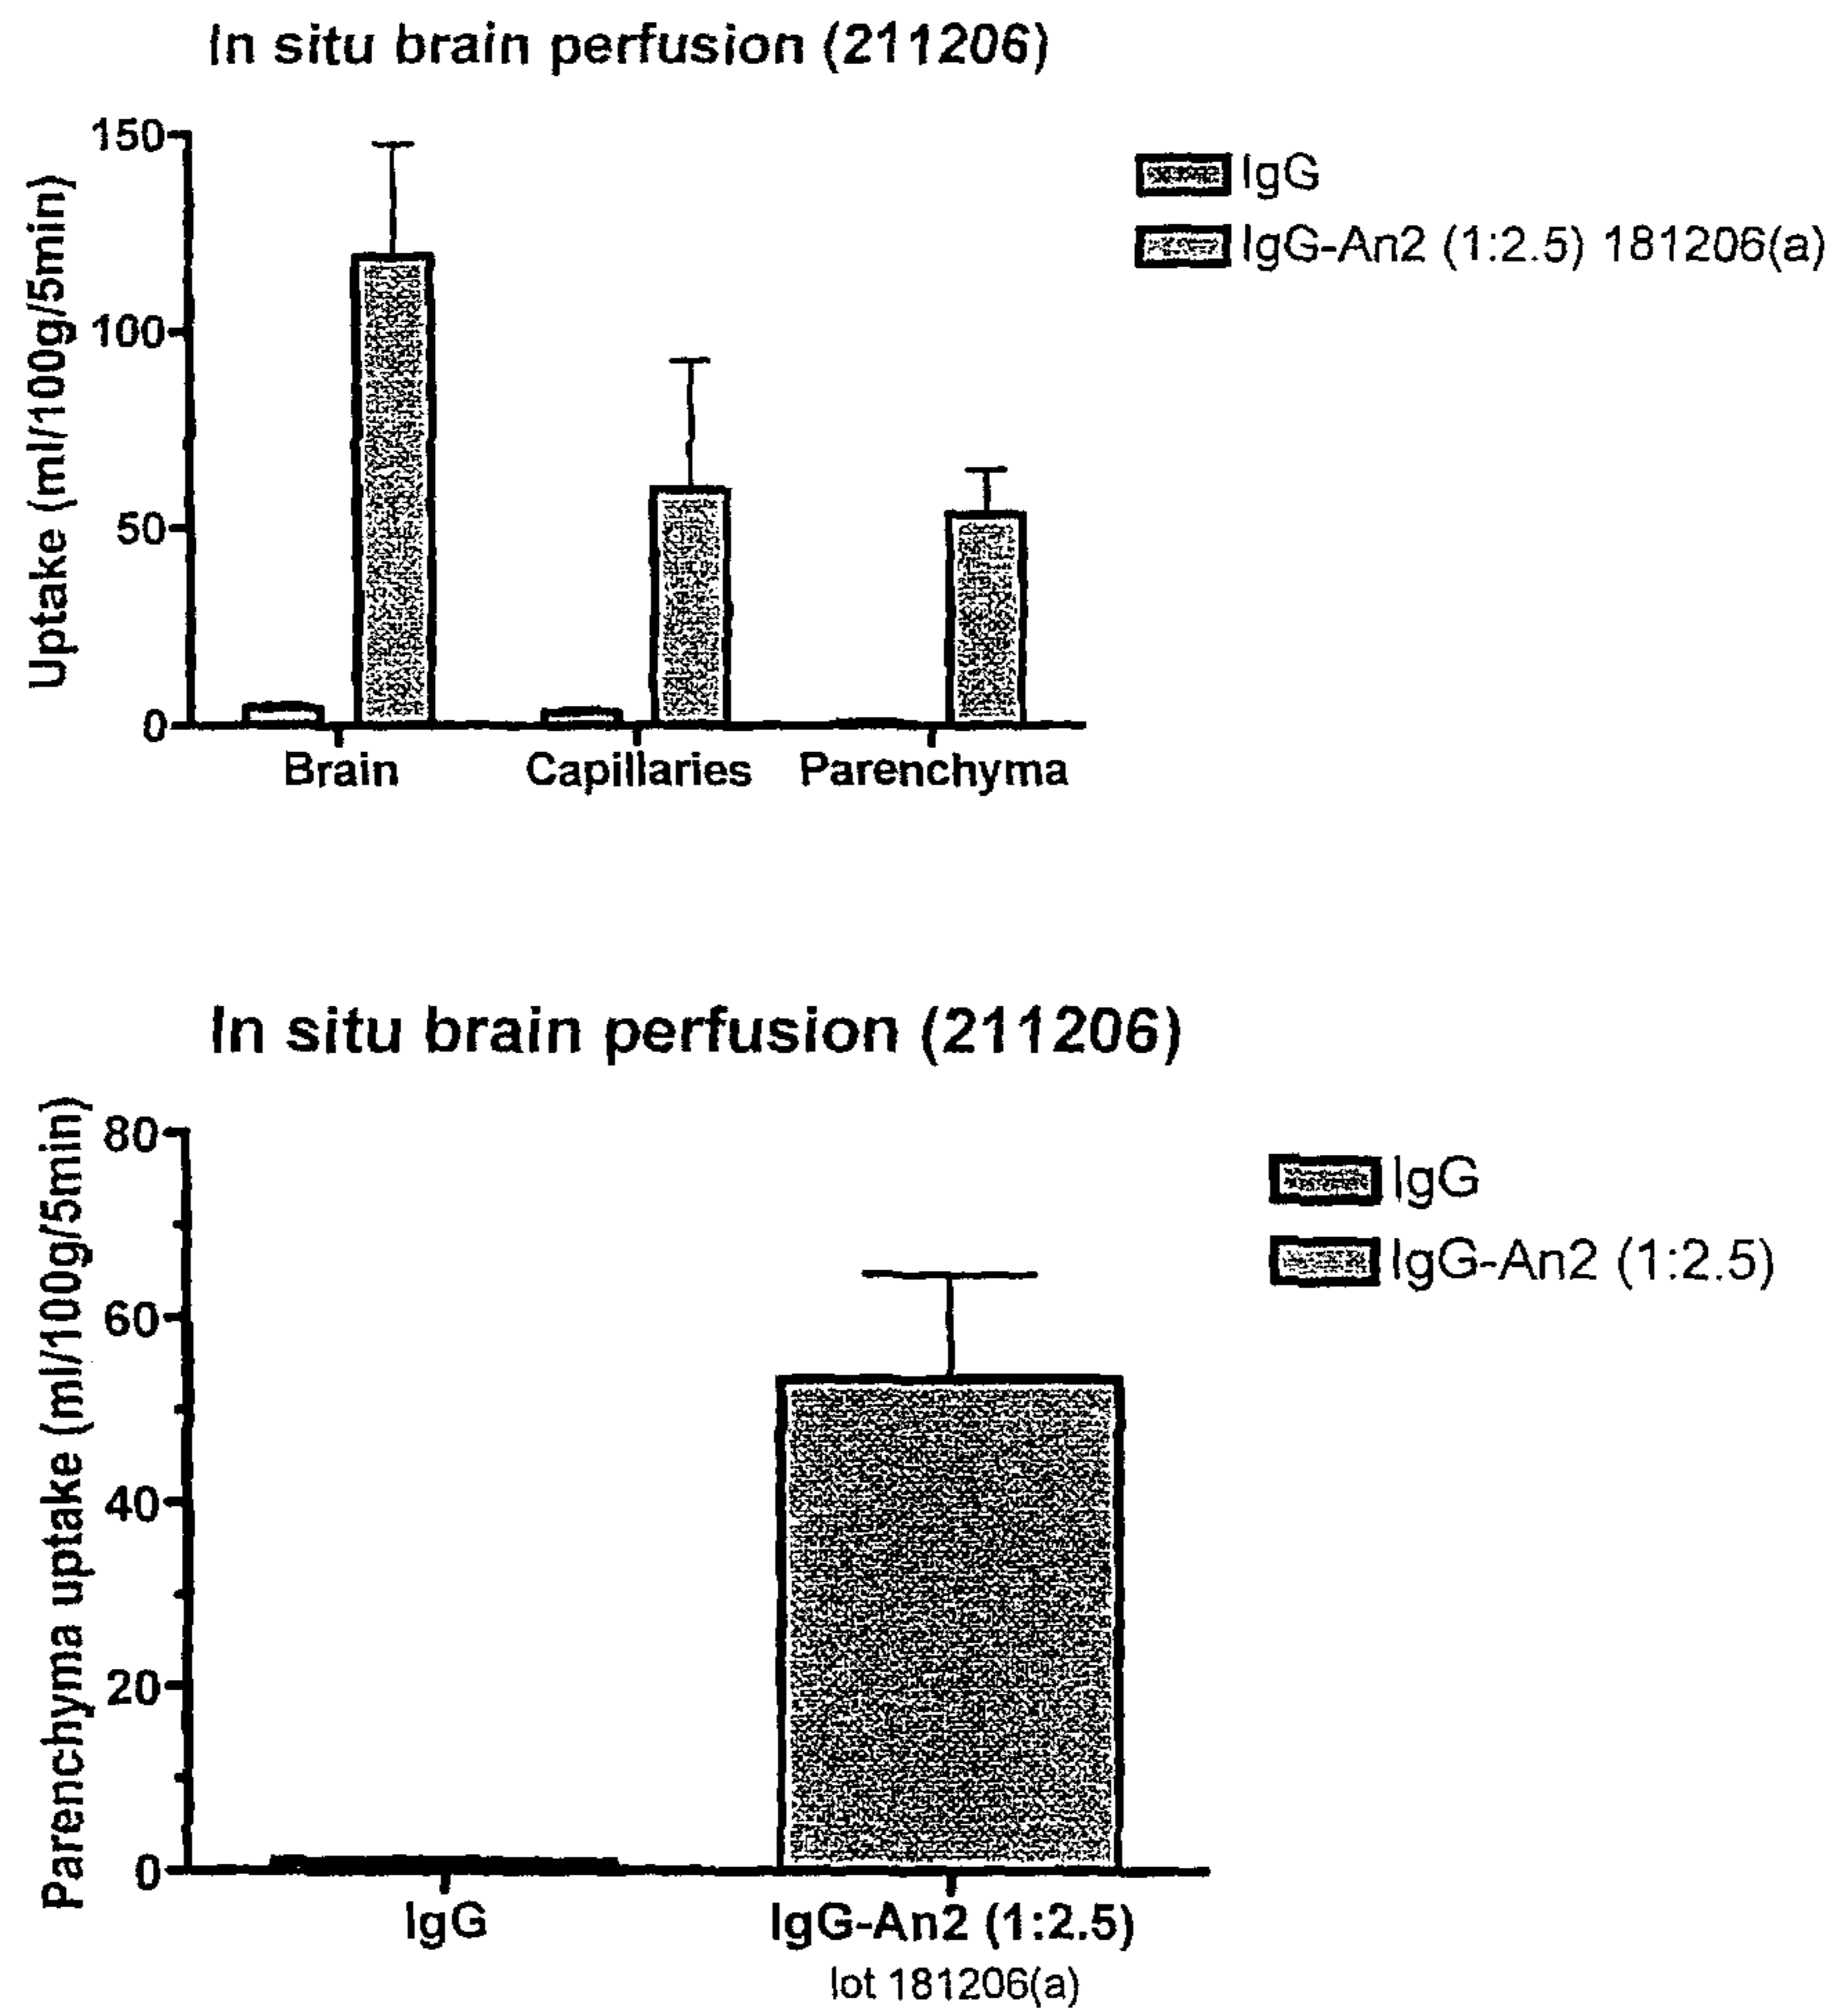 In situ brain perfusion (211206)
Uptake (ml/100g/5min)
150
100
50
0
Brain Capillaries Parenchyma
IgG
IgG-An2 (1:2.5) 181206(a)
In situ brain perfusion (211206)
Parenchyma uptake (ml/100g/5min)
80
60
40
20
0
IgG IgG-An2 (1:2.5)
lot 181206(a)
IgG
IgG-An2 (1:2.5)